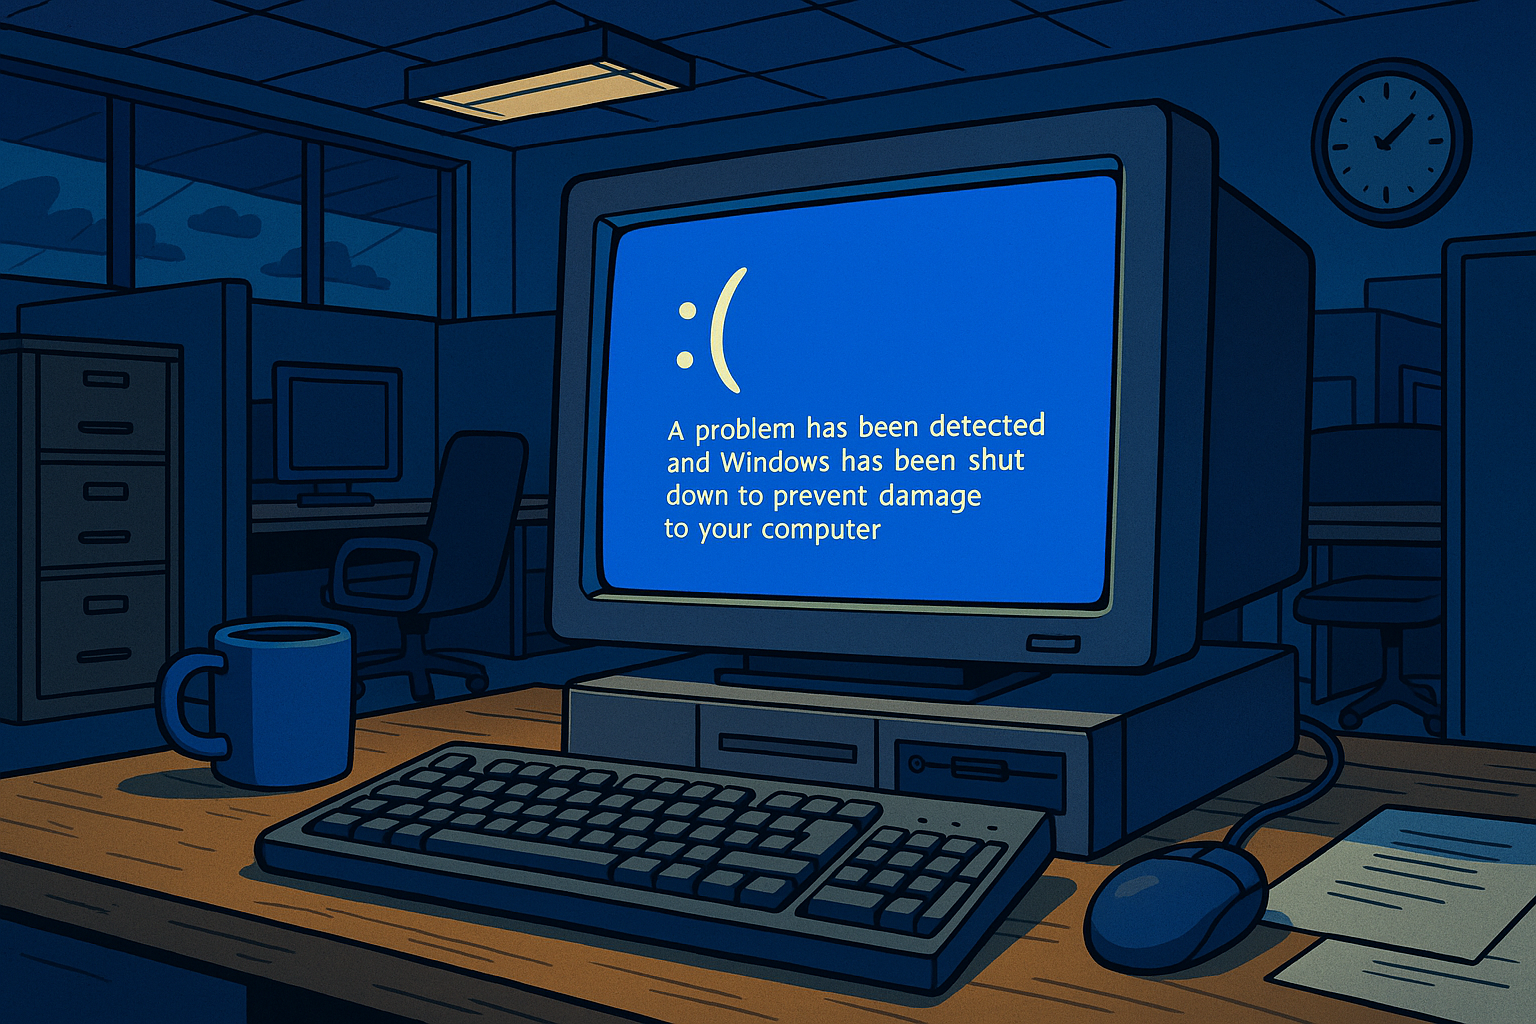 :(
A problem has been detected
and Windows has been shut
down to prevent damage
to your computer